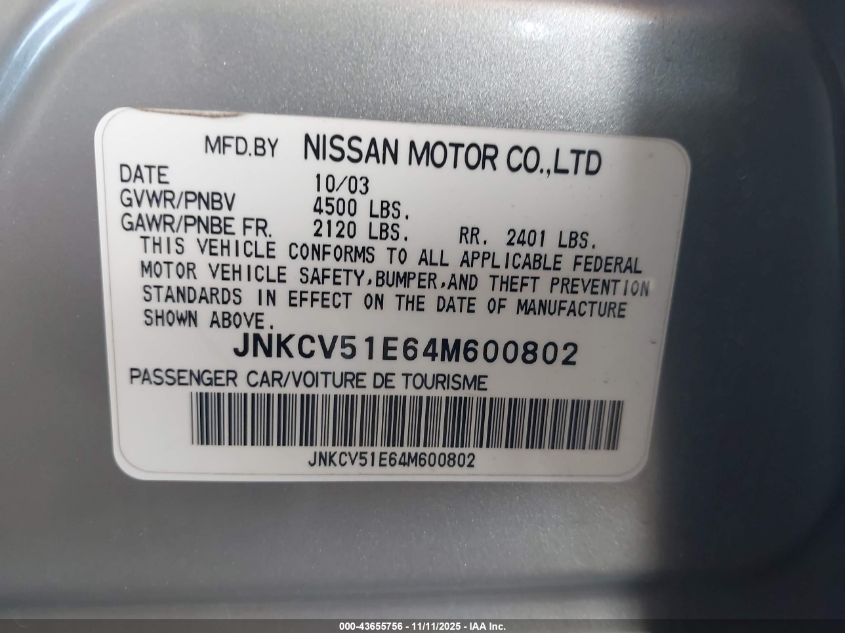 MFD.BY NISSAN MOTOR CO.,LTD
DATE 10/03
GVWR/PNBV 4500 LBS.
GAWR/PNBE FR. 2120 LBS. RR. 2401 LBS.
THIS VEHICLE CONFORMS TO ALL APPLICABLE FEDERAL
MOTOR VEHICLE SAFETY,BUMPER,AND THEFT PREVENTION
STANDARDS IN EFFECT ON THE DATE OF MANUFACTURE
SHOWN ABOVE.
JNKCV51E64M600802
PASSENGER CAR/VOITURE DE TOURISME
JNKCV51E64M600802
000-43655756 - 11/11/2025 - IAA Inc.